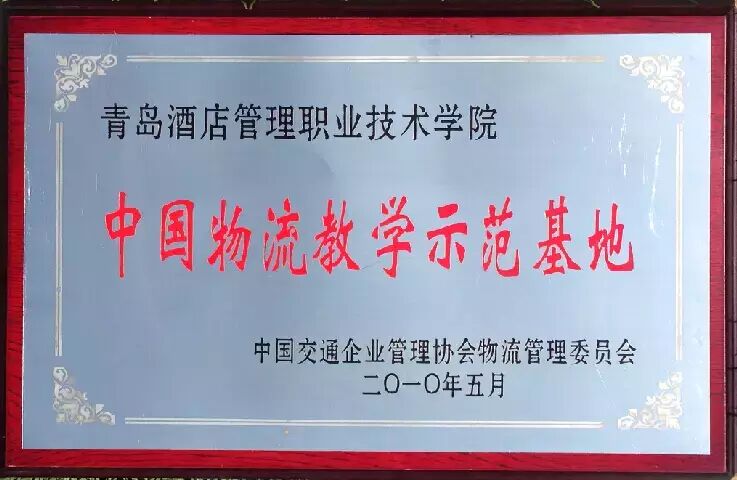 青岛酒店管理职业技术学院
中国物流教学示范基地
中国交通企业管理协会物流管理委员会
二〇一〇年五月